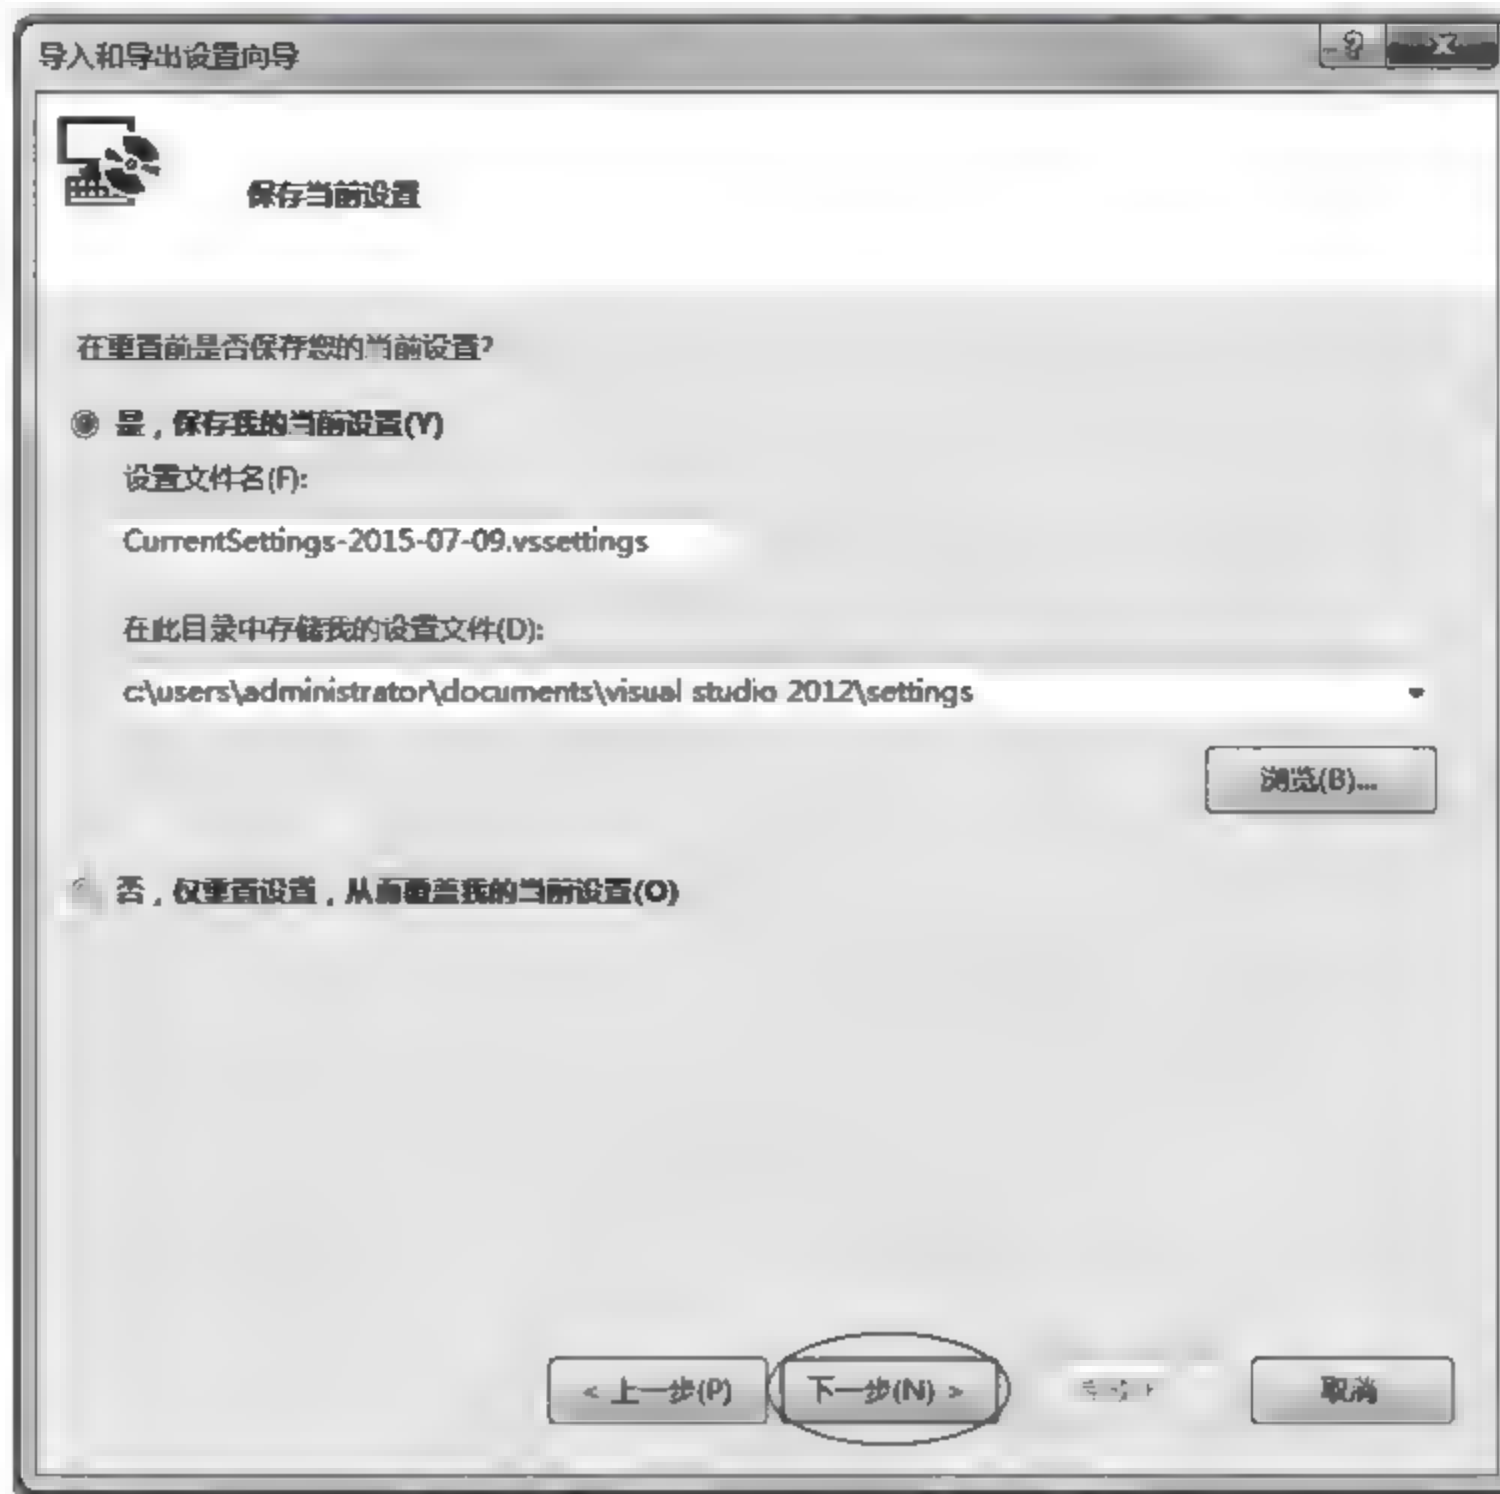 导入和导出设置向导
保存当前设置
在重置前是否保存您的当前设置?
是，保存我的当前设置(Y)
设置文件名(F):
CurrentSettings-2015-07-09.vssettings
在此目录中存储我的设置文件(D):
c:\users\administrator\documents\visual studio 2012\settings
浏览(B)...
否，仅重置设置，从而覆盖我的当前设置(O)
< 上一步(P) 下一步(N) > 取消